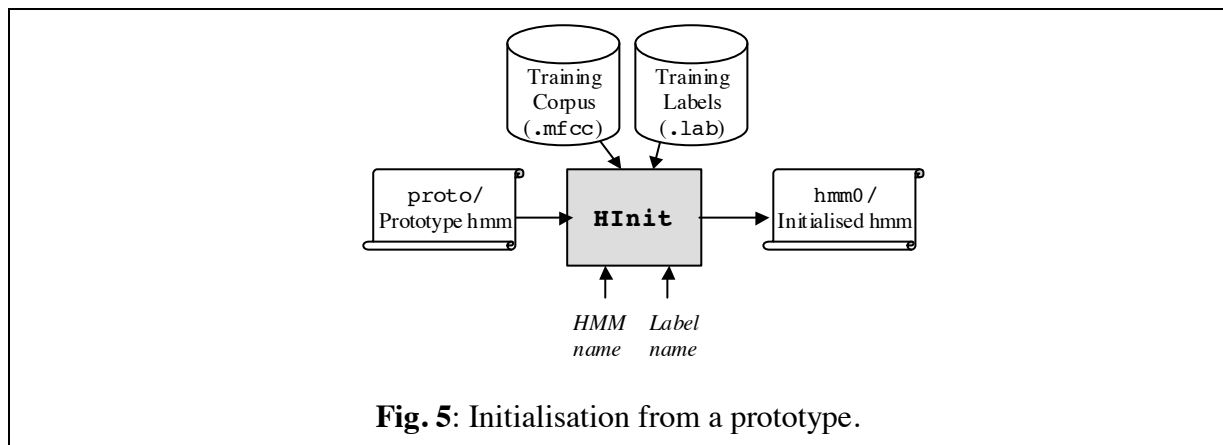 Training
Corpus
(.mfcc)
Training
Labels
(.lab)
proto/
Prototype hmm
HInit
hmm0/
Initialised hmm
HMM
name
Label
name
Fig. 5: Initialisation from a prototype.